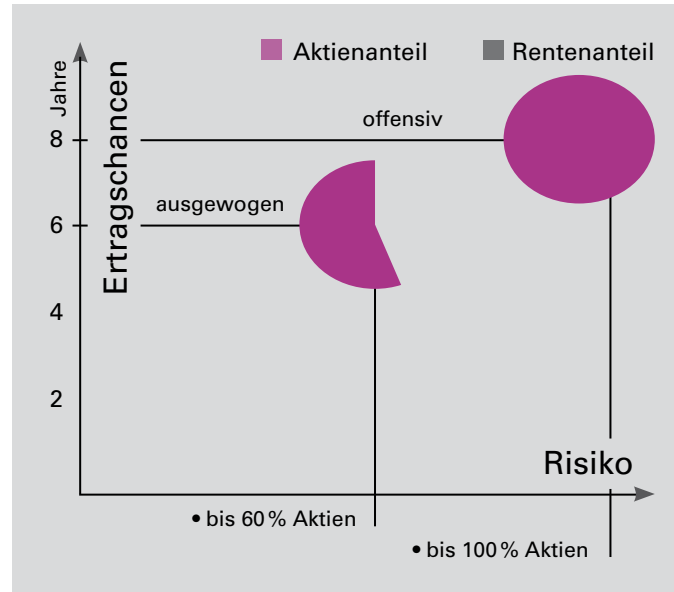 Aktienanteil
Rentenanteil
Jahre
Ertragschancen
8
offensiv
6
ausgewogen
4
2
Risiko
• bis 60 % Aktien
• bis 100 % Aktien